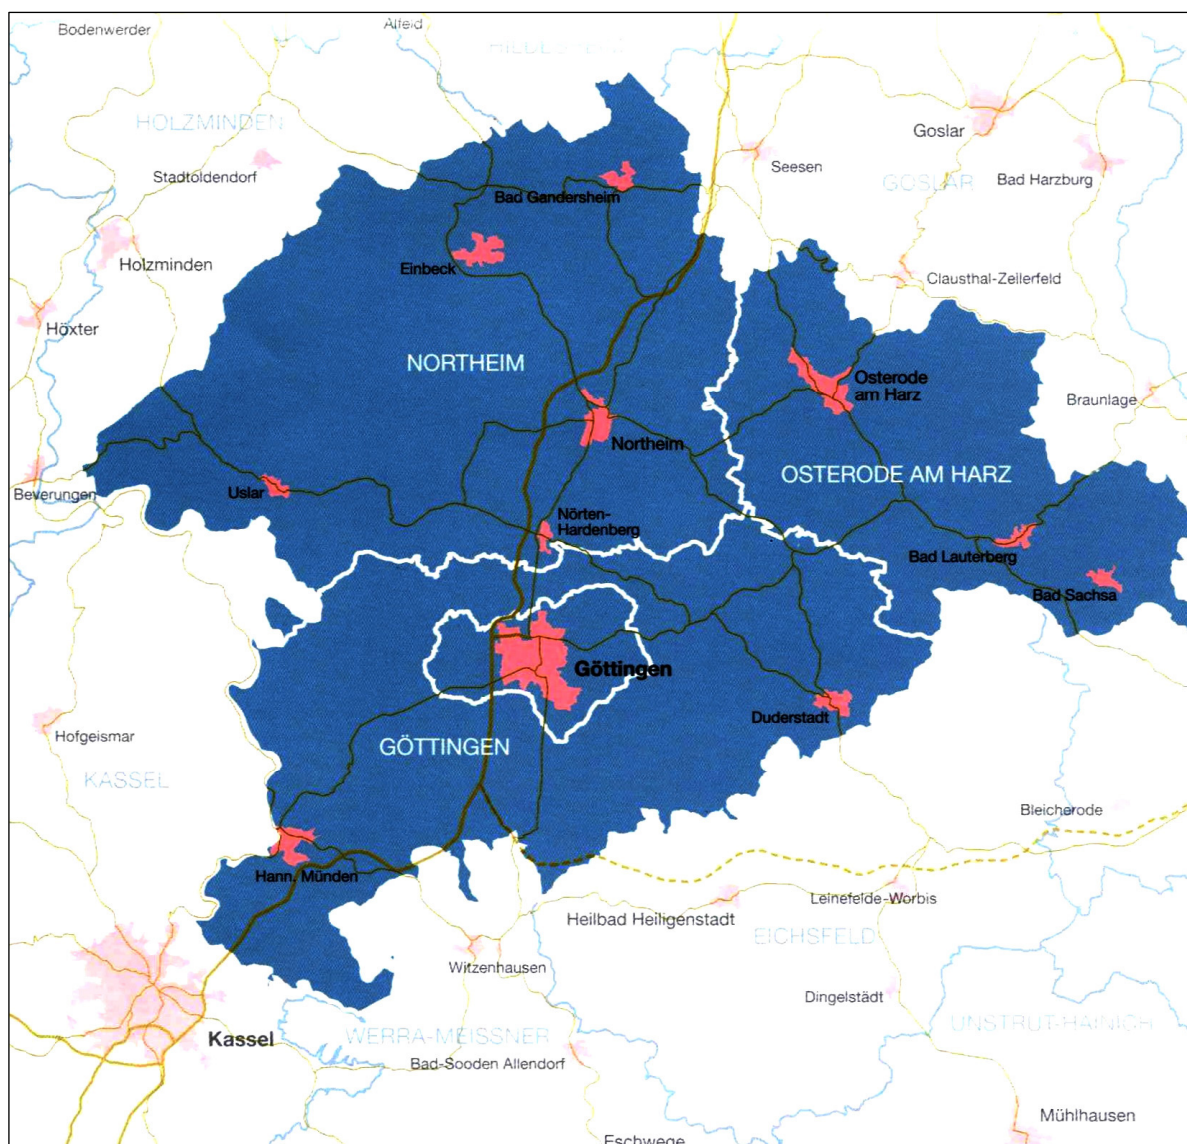 Alfeld
Bodenwerder
HILDESHEIM
HOLZMINDEN
Goslar
Stadtoldendorf
Seesen
GOSLAR
Bad Harzburg
Bad Gandersheim
Holzminden
Einbeck
Clausthal-Zellerfeld
Höxter
NORTHEIM
Osterode
am Harz
Braunlage
Northeim
OSTERODE AM HARZ
Beverungen
Uslar
Nörten-
Hardenberg
Bad Lauterberg
Bad Sachsa
Göttingen
Duderstadt
Hofgeismar
GÖTTINGEN
KASSEL
Bleicherode
Hann. Münden
Leinefelde-Worbis
Heilbad Heiligenstadt
EICHSFELD
Witzenhausen
Dingelstädt
UNSTRUT-HAINICH
Kassel
WERRA-MEISSNER
Bad-Sooden Allendorf
Mühlhausen
Eschwege